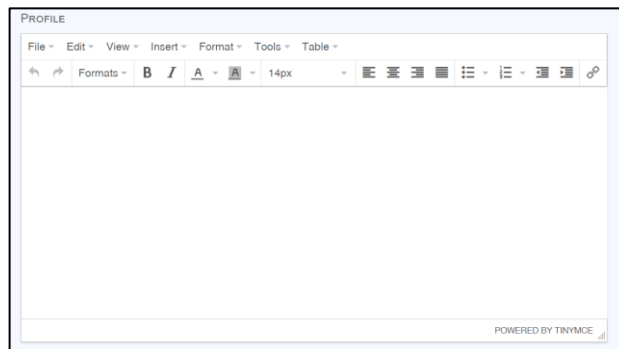 PROFILE
File Edit View Insert Format Tools Table
Formats B I A A 14px
POWERED BY TINYMCE